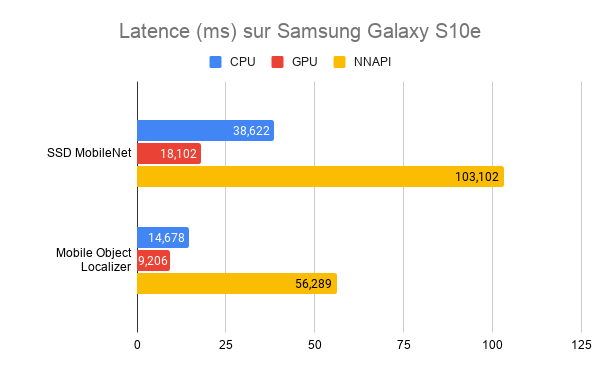 Latence (ms) sur Samsung Galaxy S10e
CPU GPU NNAPI
SSD MobileNet
38,622
18,102
103,102
Mobile Object
Localizer
14,678
9,206
56,289
0 25 50 75 100 125